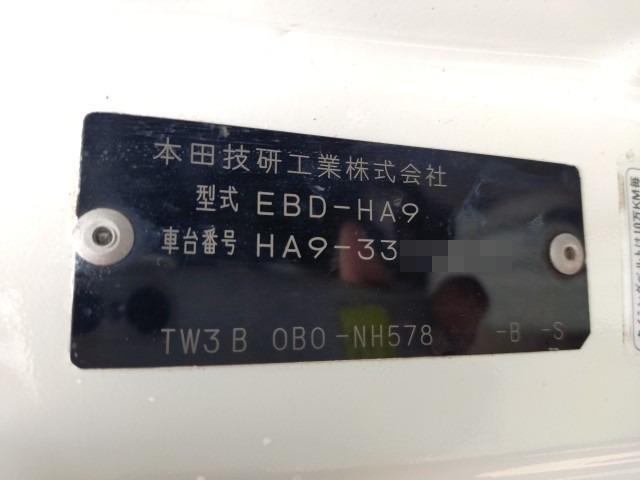 本田技研工業株式会社
型式 EBD-HA9
車台番号 HA9-33
TW3B 0B0-NH578 -B -S